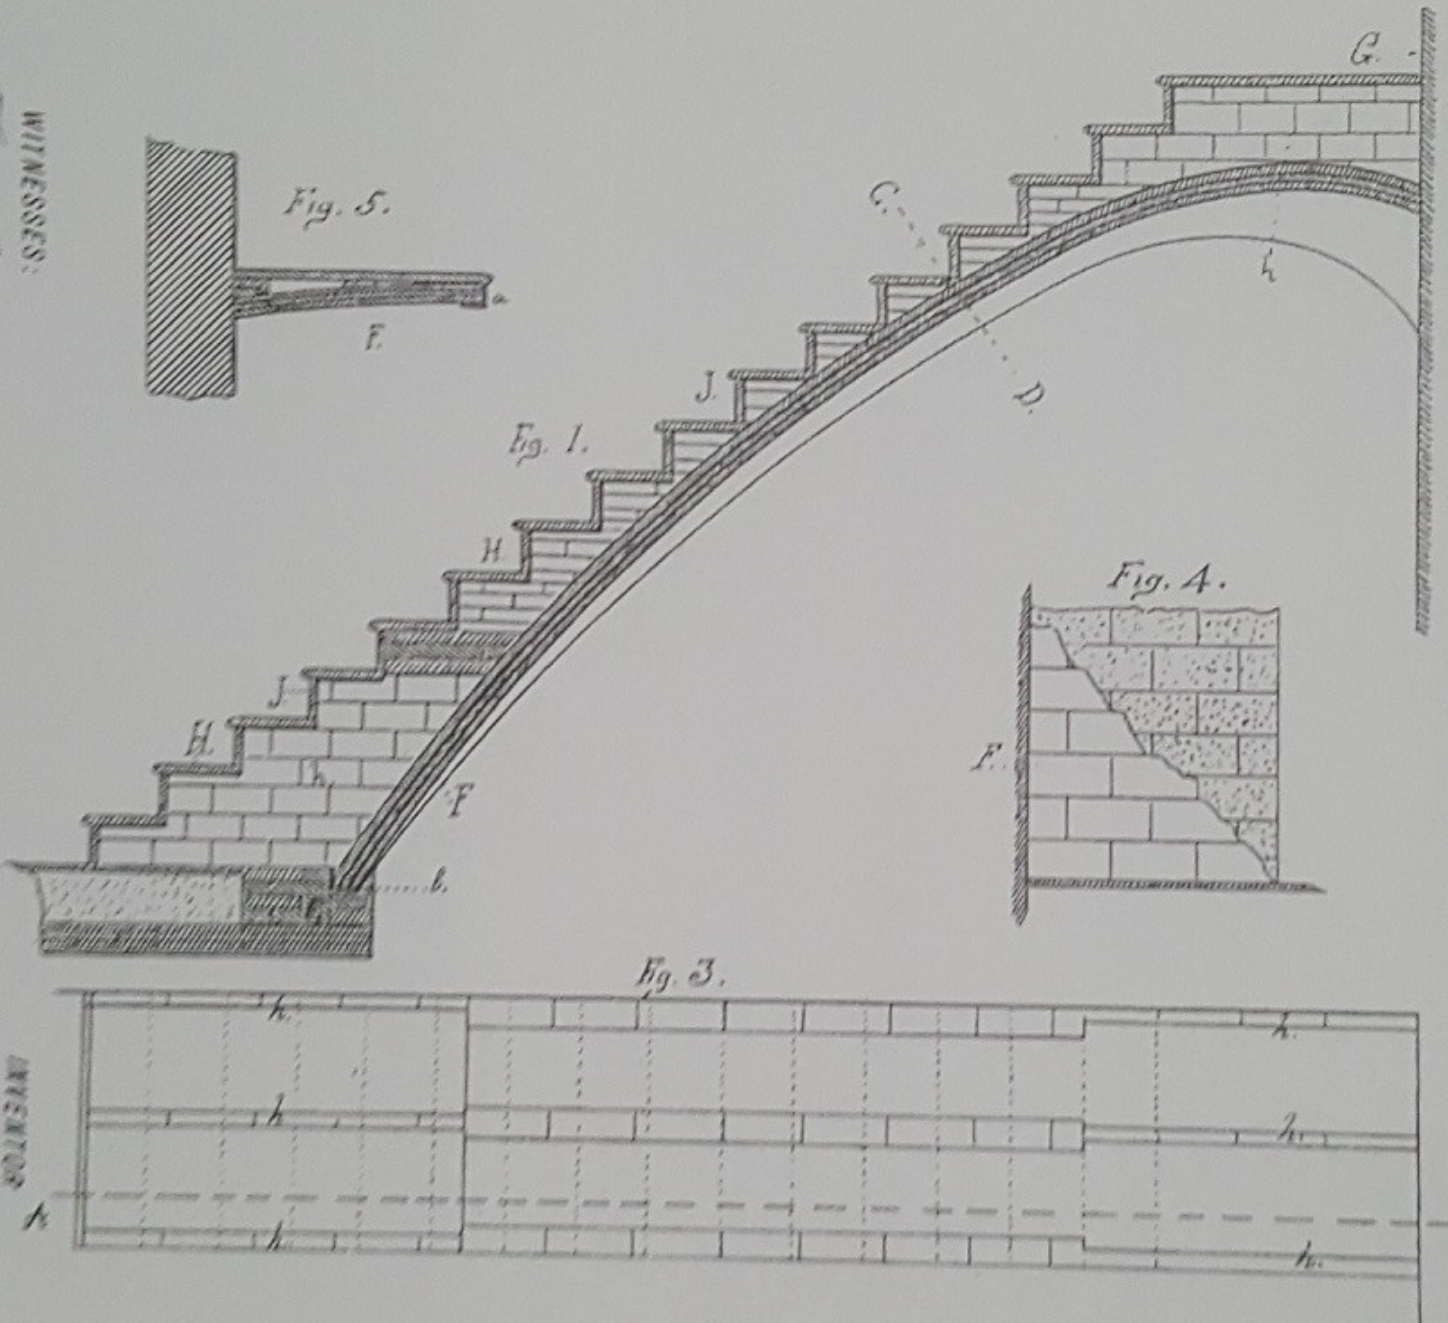 WITNESSES:
G.
Fig. 5.
F.
a
C.
h
D.
J.
Fig. 1.
H.
Fig. 4.
F.
J.
H.
h.
F
b.
Fig. 3.
h.
h.
h
h.
INVENTOR
A
h
h.